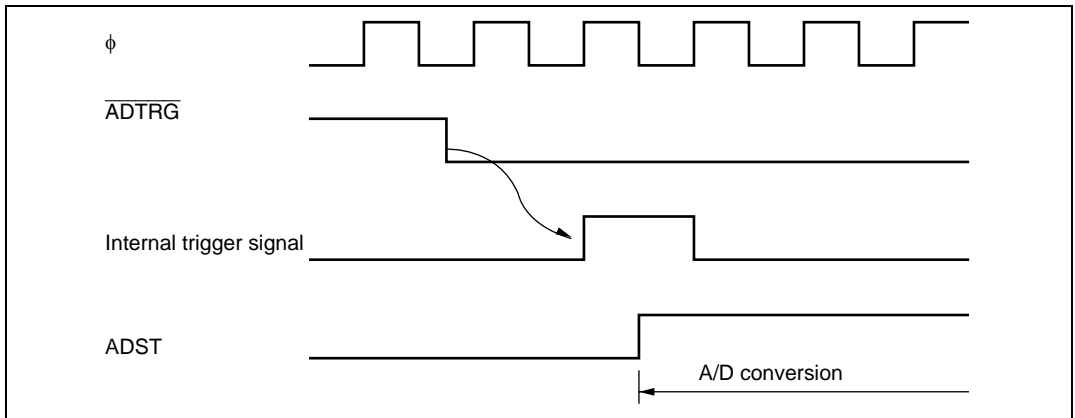 ϕ
ADTRG
Internal trigger signal
ADST
A/D conversion